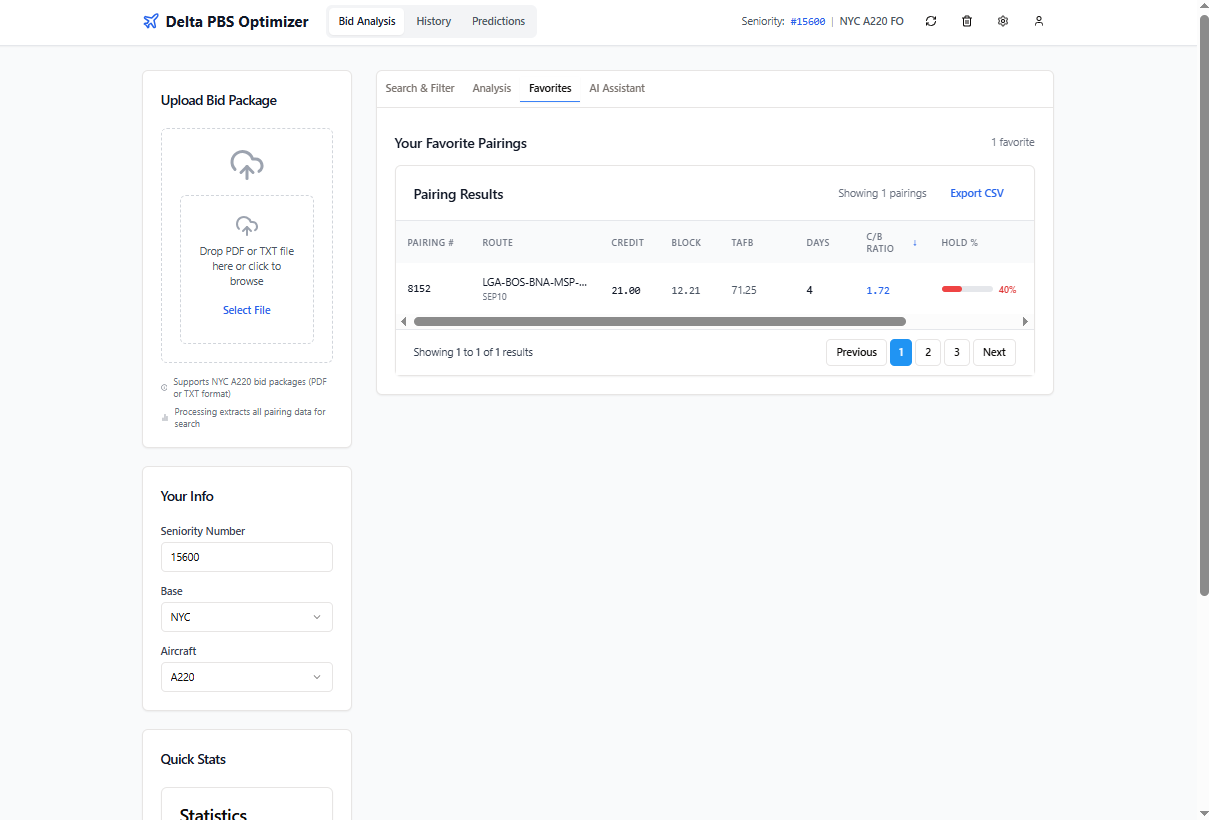 Delta PBS Optimizer
Bid Analysis
History
Predictions
Seniority: #15600 | NYC A220 FO
Upload Bid Package
Drop PDF or TXT file
here or click to
browse
Select File
Supports NYC A220 bid packages (PDF
or TXT format)
Processing extracts all pairing data for
search
Your Info
Seniority Number
15600
Base
NYC
Aircraft
A220
Quick Stats
Statistics
Search & Filter
Analysis
Favorites
AI Assistant
Your Favorite Pairings
1 favorite
Pairing Results
Showing 1 pairings
Export CSV
PAIRING #
ROUTE
CREDIT
BLOCK
TAFB
DAYS
C/B
RATIO
↓
HOLD %
8152
LGA-BOS-BNA-MSP-...
SEP10
21.00
12.21
71.25
4
1.72
40%
Showing 1 to 1 of 1 results
Previous
1
2
3
Next